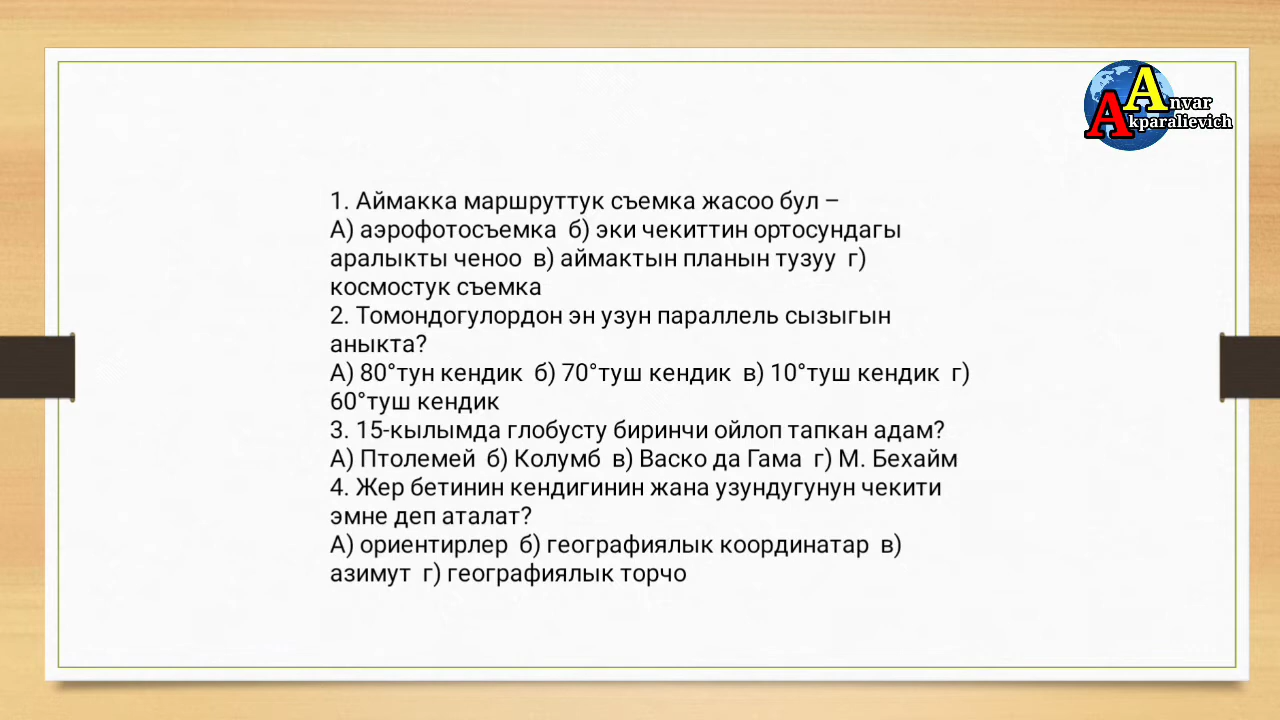 AAnvar
Akparalievich
1. Аймакка маршруттук съемка жасоо бул –
А) аэрофотосъемка  б) эки чекиттин ортосундагы
аралыкты ченоо  в) аймактын планын тузуу  г)
космостук съемка
2. Томондогулордон эн узун параллель сызыгын
аныкта?
А) 80°тун кендик  б) 70°туш кендик  в) 10°туш кендик  г)
60°туш кендик
3. 15-кылымда глобусту биринчи ойлоп тапкан адам?
А) Птолемей  б) Колумб  в) Васко да Гама  г) М. Бехайм
4. Жер бетинин кендигинин жана узундугунун чекити
эмне деп аталат?
А) ориентирлер  б) географиялык координатар  в)
азимут  г) географиялык торчо